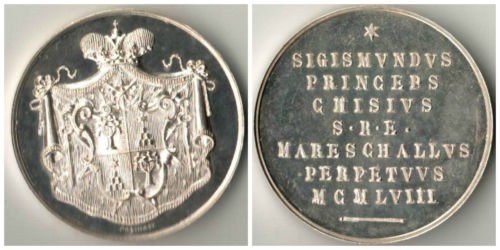 SIGISMVNDVS
PRINCEPS
CHISIVS
S·R·E·
MARESCHALLVS
PERPETVVS
MCMLVIII